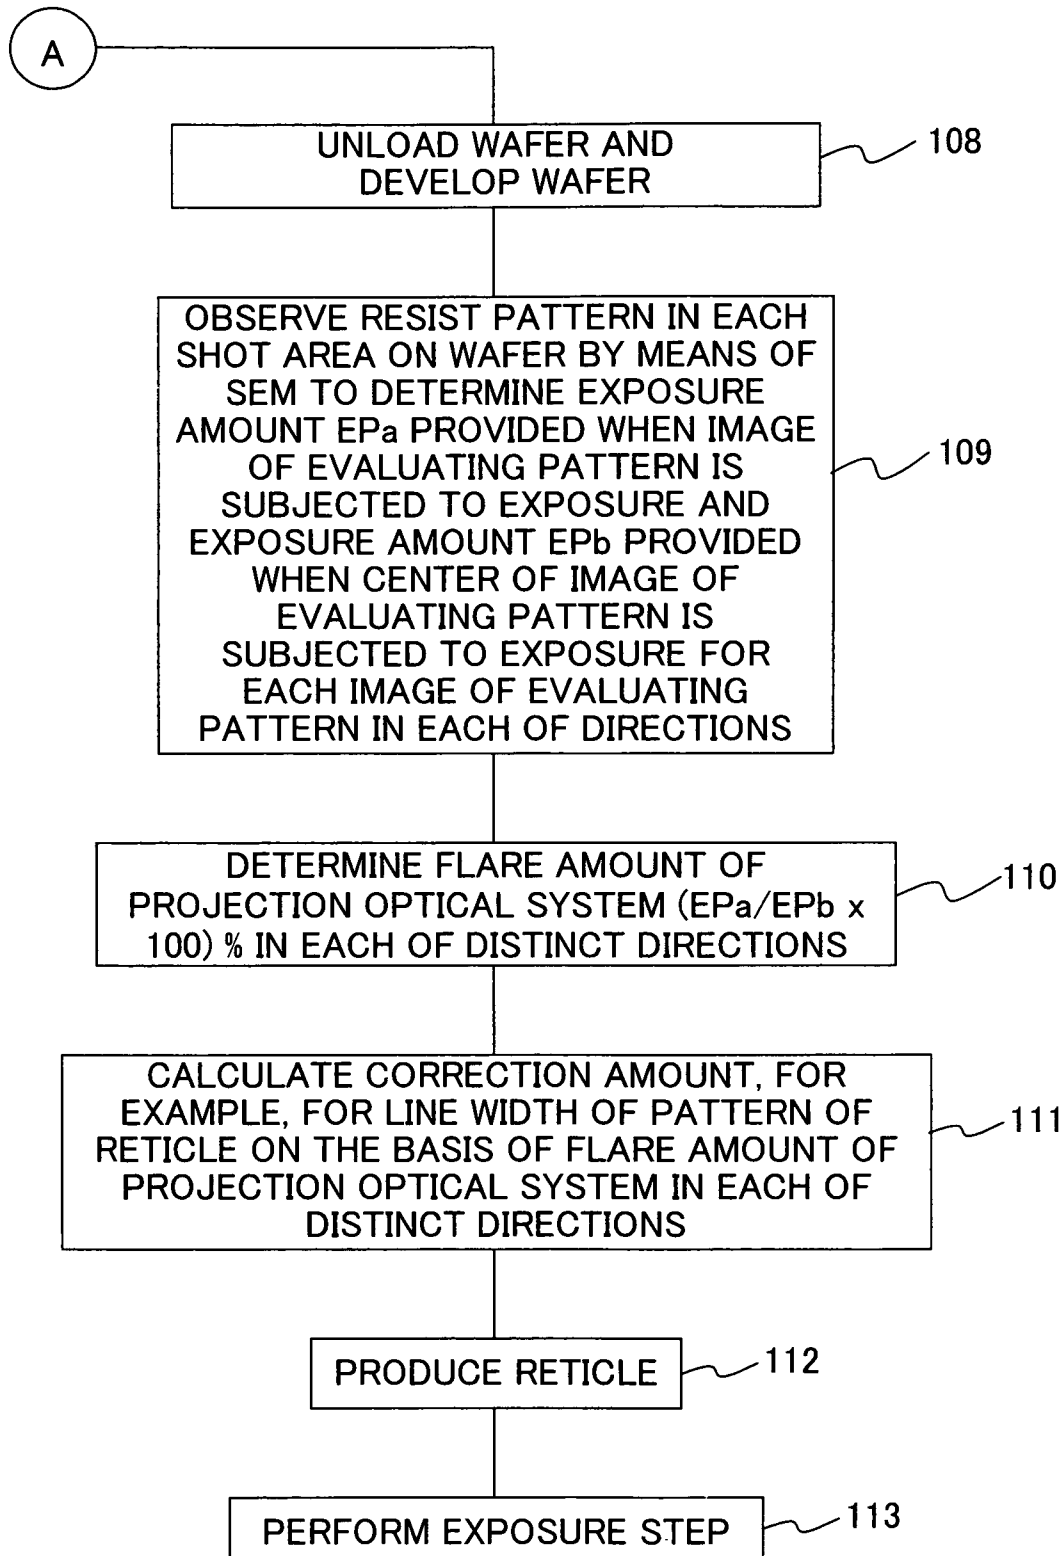 A
UNLOAD WAFER AND
DEVELOP WAFER
108
OBSERVE RESIST PATTERN IN EACH
SHOT AREA ON WAFER BY MEANS OF
SEM TO DETERMINE EXPOSURE
AMOUNT EPa PROVIDED WHEN IMAGE
OF EVALUATING PATTERN IS
SUBJECTED TO EXPOSURE AND
EXPOSURE AMOUNT EPb PROVIDED
WHEN CENTER OF IMAGE OF
EVALUATING PATTERN IS
SUBJECTED TO EXPOSURE FOR
EACH IMAGE OF EVALUATING
PATTERN IN EACH OF DIRECTIONS
109
DETERMINE FLARE AMOUNT OF
PROJECTION OPTICAL SYSTEM (EPa/EPb x
100) % IN EACH OF DISTINCT DIRECTIONS
110
CALCULATE CORRECTION AMOUNT, FOR
EXAMPLE, FOR LINE WIDTH OF PATTERN OF
RETICLE ON THE BASIS OF FLARE AMOUNT OF
PROJECTION OPTICAL SYSTEM IN EACH OF
DISTINCT DIRECTIONS
111
PRODUCE RETICLE
112
PERFORM EXPOSURE STEP
113